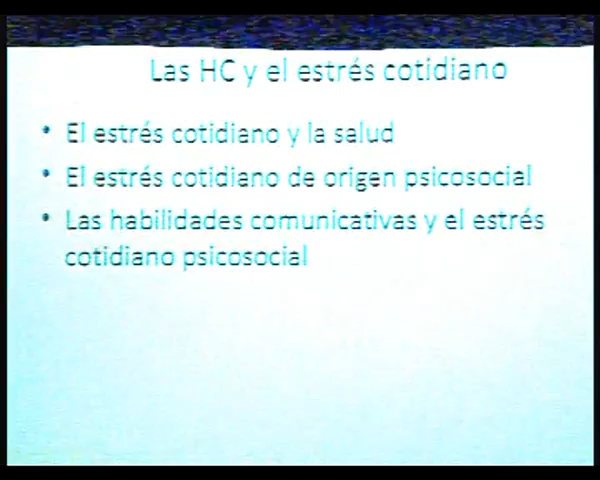 Las HC y el estrés cotidiano
• El estrés cotidiano y la salud
• El estrés cotidiano de origen psicosocial
• Las habilidades comunicativas y el estrés
cotidiano psicosocial